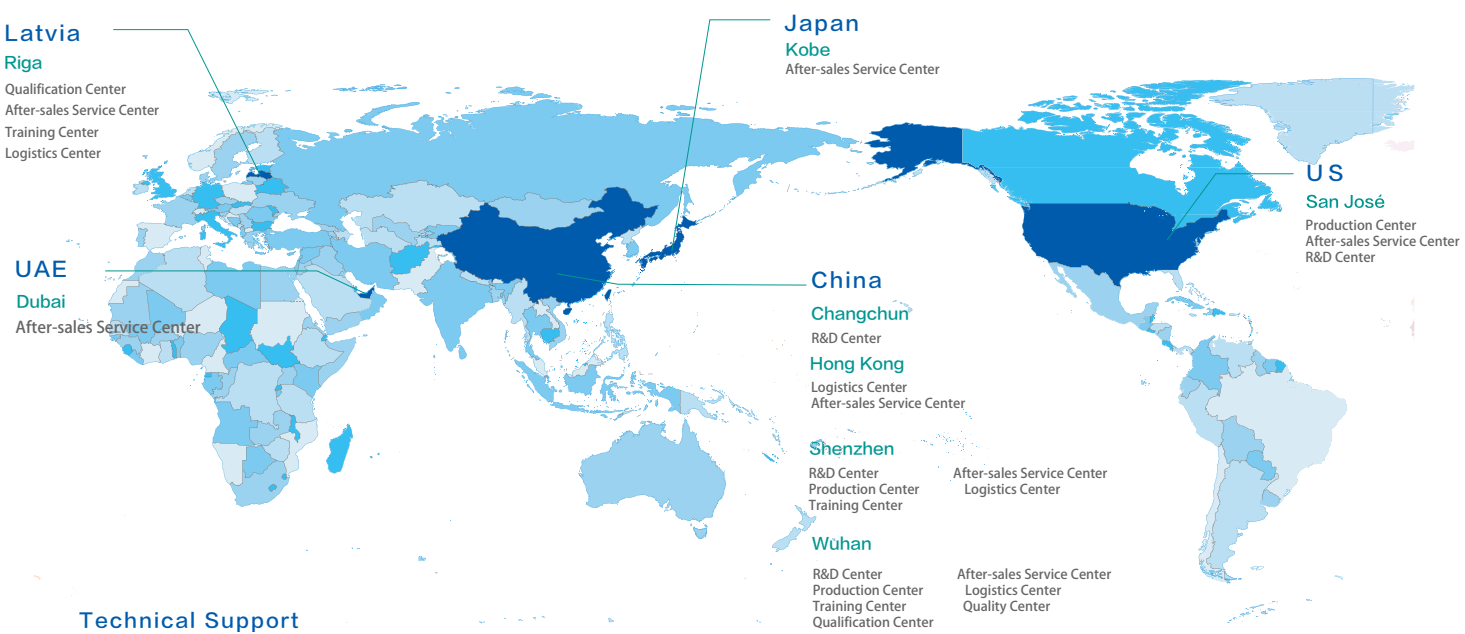 Latvia
Riga
Qualification Center
After-sales Service Center
Training Center
Logistics Center
Japan
Kobe
After-sales Service Center
US
San José
Production Center
After-sales Service Center
R&D Center
UAE
Dubai
After-sales Service Center
China
Changchun
R&D Center
Hong Kong
Logistics Center
After-sales Service Center
Shenzhen
R&D Center
Production Center
Training Center
After-sales Service Center
Logistics Center
Wuhan
R&D Center
Production Center
Training Center
Qualification Center
After-sales Service Center
Logistics Center
Quality Center
Technical Support